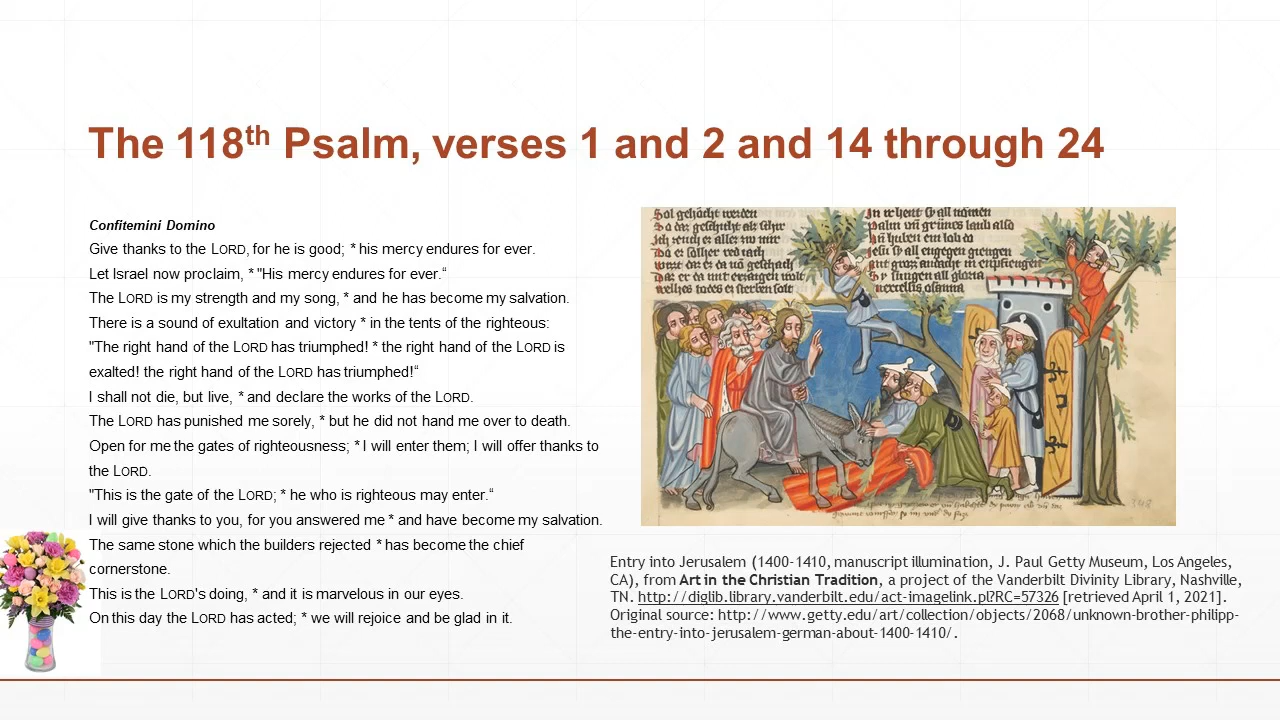 The 118th Psalm, verses 1 and 2 and 14 through 24
Confitemini Domino
Give thanks to the LORD, for he is good; * his mercy endures for ever.
Let Israel now proclaim, * "His mercy endures for ever.“
The LORD is my strength and my song, * and he has become my salvation.
There is a sound of exultation and victory * in the tents of the righteous:
"The right hand of the LORD has triumphed! * the right hand of the LORD is
exalted! the right hand of the LORD has triumphed!“
I shall not die, but live, * and declare the works of the LORD.
The LORD has punished me sorely, * but he did not hand me over to death.
Open for me the gates of righteousness; * I will enter them; I will offer thanks to
the LORD.
"This is the gate of the LORD; * he who is righteous may enter.“
I will give thanks to you, for you answered me * and have become my salvation.
The same stone which the builders rejected * has become the chief
cornerstone.
This is the LORD's doing, * and it is marvelous in our eyes.
On this day the LORD has acted; * we will rejoice and be glad in it.
Entry into Jerusalem (1400-1410, manuscript illumination, J. Paul Getty Museum, Los Angeles,
CA), from Art in the Christian Tradition, a project of the Vanderbilt Divinity Library, Nashville,
TN. http://diglib.library.vanderbilt.edu/act-imagelink.pl?RC=57326 [retrieved April 1, 2021].
Original source: http://www.getty.edu/art/collection/objects/2068/unknown-brother-philipp-
the-entry-into-jerusalem-german-about-1400-1410/.